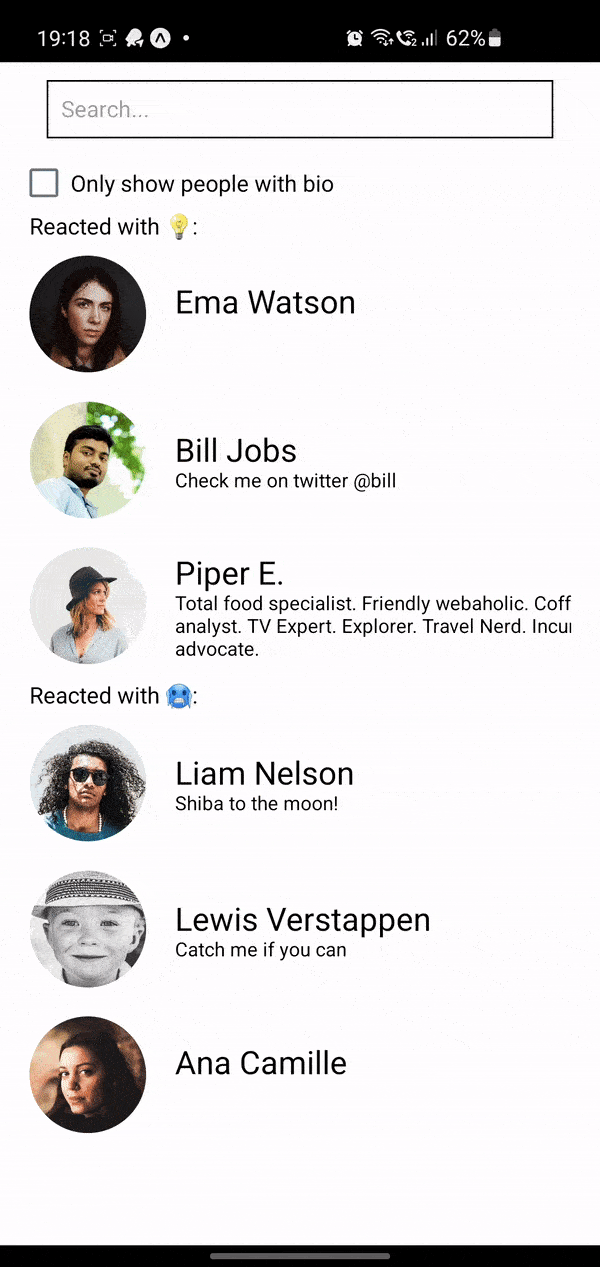 19:18
62%
Search...
Only show people with bio
Reacted with 💡:
Ema Watson
Bill Jobs
Check me on twitter @bill
Piper E.
Total food specialist. Friendly webaholic. Coff
analyst. TV Expert. Explorer. Travel Nerd. Incu
advocate.
Reacted with 🥶:
Liam Nelson
Shiba to the moon!
Lewis Verstappen
Catch me if you can
Ana Camille